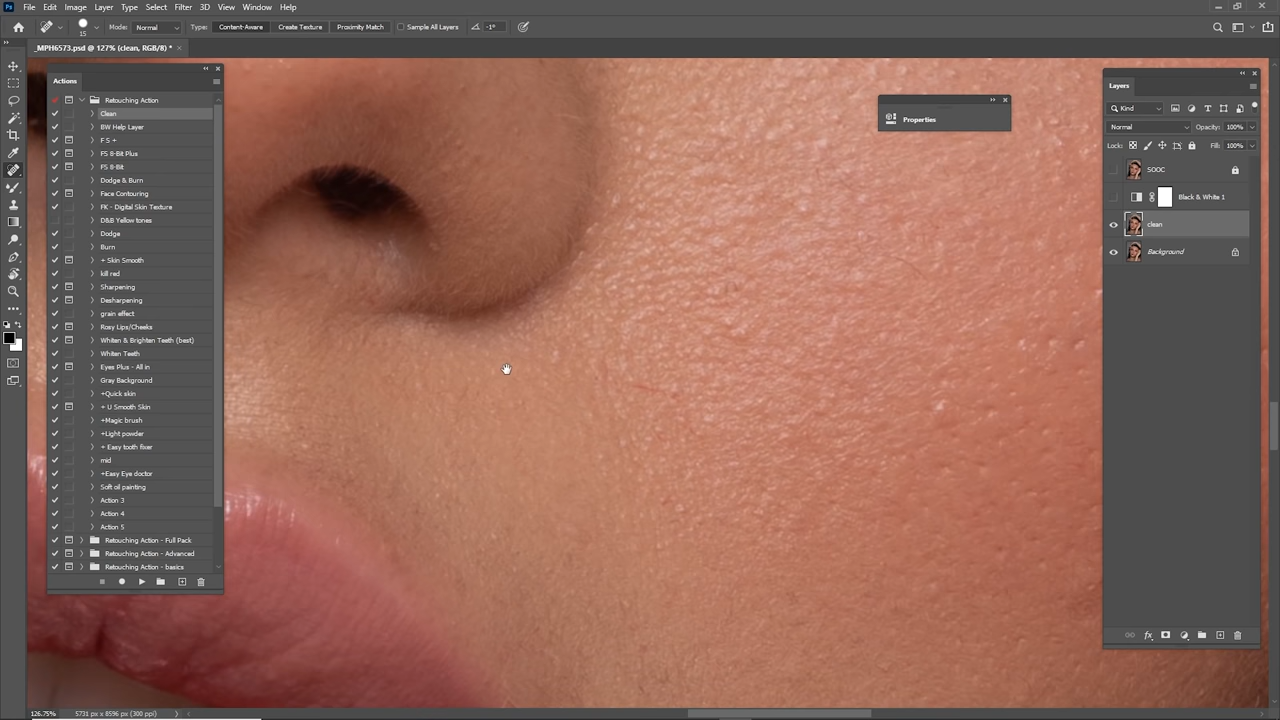 File Edit Image Layer Type Select Filter 3D View Window Help
15 Mode: Normal Type: Content-Aware Create Texture Proximity Match Sample All Layers -1°
_MPH6573.psd @ 127% (clean, RGB/8) *
Actions
Retouching Action
Clean
BW Help Layer
F S +
FS 8-Bit Plus
FS 8-Bit
Dodge & Burn
Face Contouring
FK - Digital Skin Texture
D&B Yellow tones
Dodge
Burn
+ Skin Smooth
kill red
Sharpening
Desharpening
grain effect
Rosy Lips/Cheeks
Whiten & Brighten Teeth (best)
Whiten Teeth
Eyes Plus - All in
Gray Background
+Quick skin
+ U Smooth Skin
+Magic brush
+Light powder
+ Easy tooth fixer
mid
+Easy Eye doctor
Soft oil painting
Action 3
Action 4
Action 5
Retouching Action - Full Pack
Retouching Action - Advanced
Retouching Action - basics
Properties
Layers
Kind
Normal Opacity: 100%
Lock: Fill: 100%
SOOC
Black & White 1
clean
Background
126.75% 5731 px x 8596 px (300 ppi)